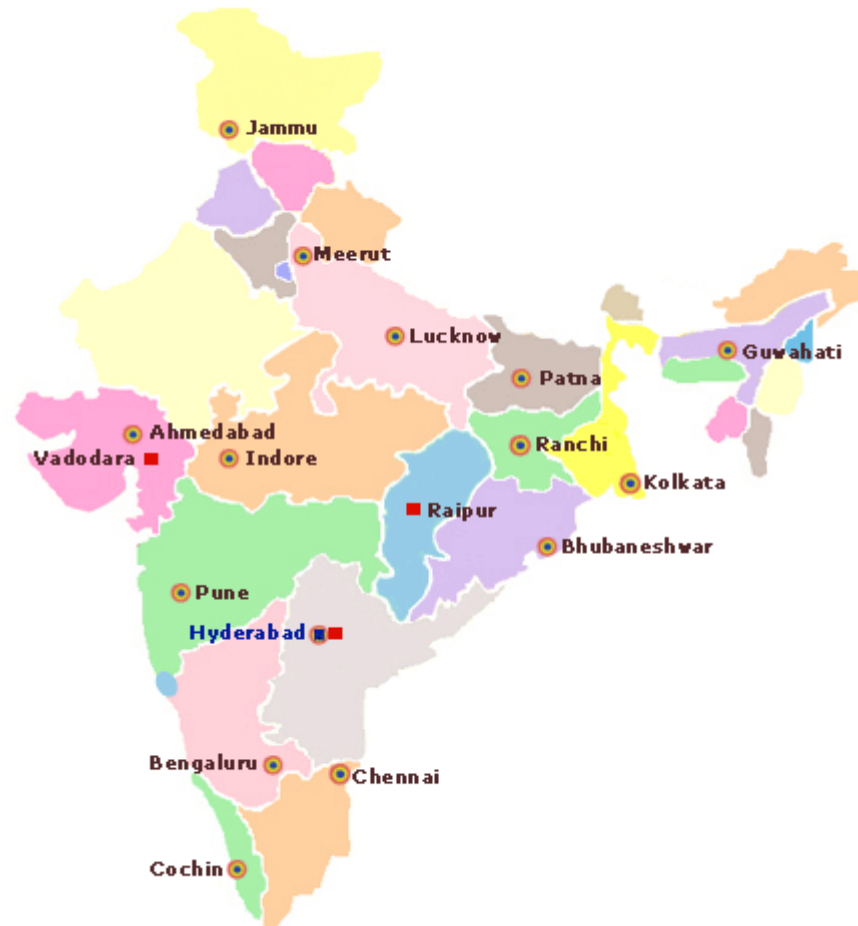 Jammu
Meerut
Lucknow
Guwahati
Patna
Ahmedabad
Ranchi
Vadodara
Indore
Kolkata
Raipur
Bhubaneshwar
Pune
Hyderabad
Bengaluru
Chennai
Cochin